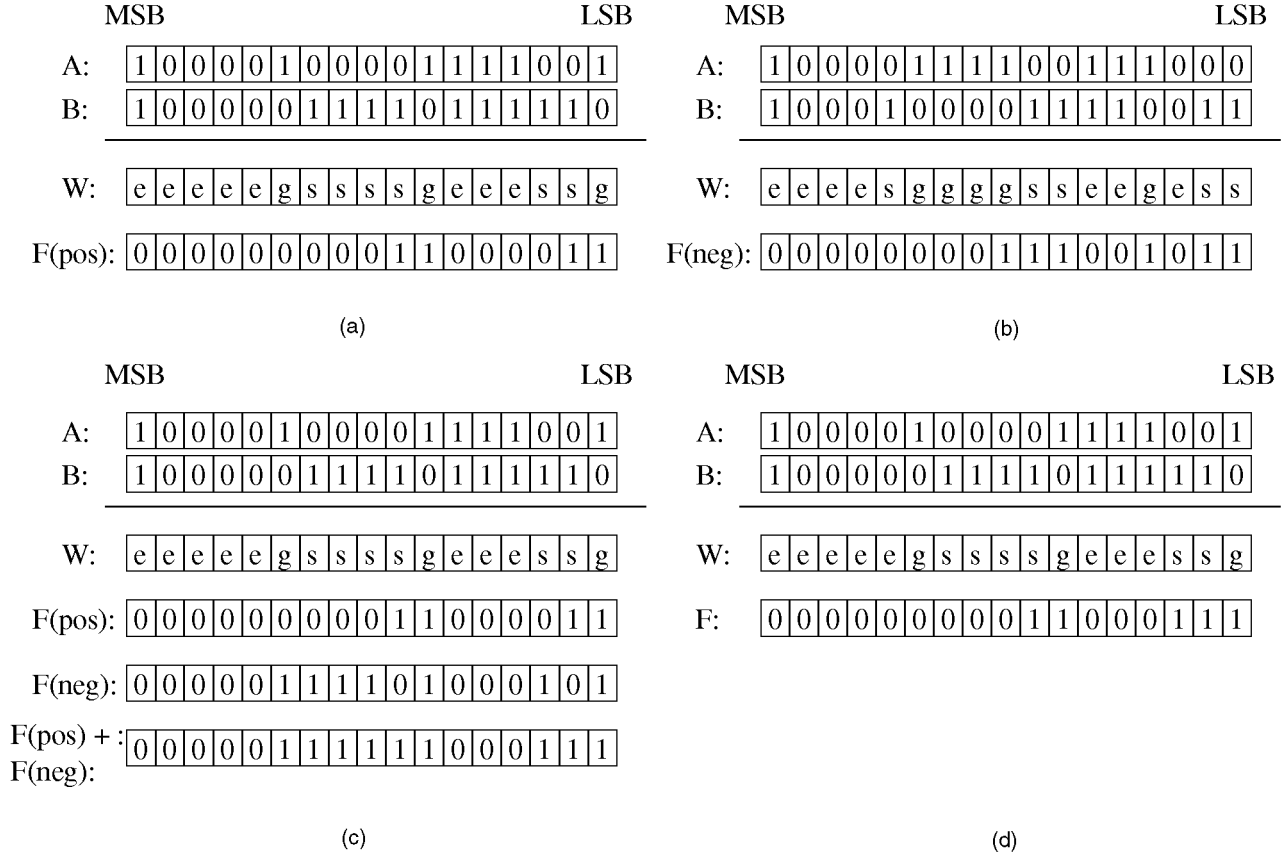 MSB LSB
A: 1 0 0 0 0 1 0 0 0 0 1 1 1 1 0 0 1
B: 1 0 0 0 0 0 1 1 1 1 0 1 1 1 1 1 0
W: e e e e e g s s s s g e e e s s g
F(pos): 0 0 0 0 0 0 0 0 0 1 1 0 0 0 0 1 1
(a)
MSB LSB
A: 1 0 0 0 0 1 1 1 1 0 0 1 1 1 0 0 0
B: 1 0 0 0 1 0 0 0 0 1 1 1 1 0 0 1 1
W: e e e e s g g g g s s e e g e s s
F(neg): 0 0 0 0 0 0 0 0 1 1 1 0 0 1 0 1 1
(b)
MSB LSB
A: 1 0 0 0 0 1 0 0 0 0 1 1 1 1 0 0 1
B: 1 0 0 0 0 0 1 1 1 1 0 1 1 1 1 1 0
W: e e e e e g s s s s g e e e s s g
F(pos): 0 0 0 0 0 0 0 0 0 1 1 0 0 0 0 1 1
F(neg): 0 0 0 0 0 1 1 1 1 0 1 0 0 0 1 0 1
F(pos) + : 0 0 0 0 0 1 1 1 1 1 1 0 0 0 1 1 1
F(neg):
(c)
MSB LSB
A: 1 0 0 0 0 1 0 0 0 0 1 1 1 1 0 0 1
B: 1 0 0 0 0 0 1 1 1 1 0 1 1 1 1 1 0
W: e e e e e g s s s s g e e e s s g
F: 0 0 0 0 0 0 0 0 0 1 1 0 0 0 1 1 1
(d)